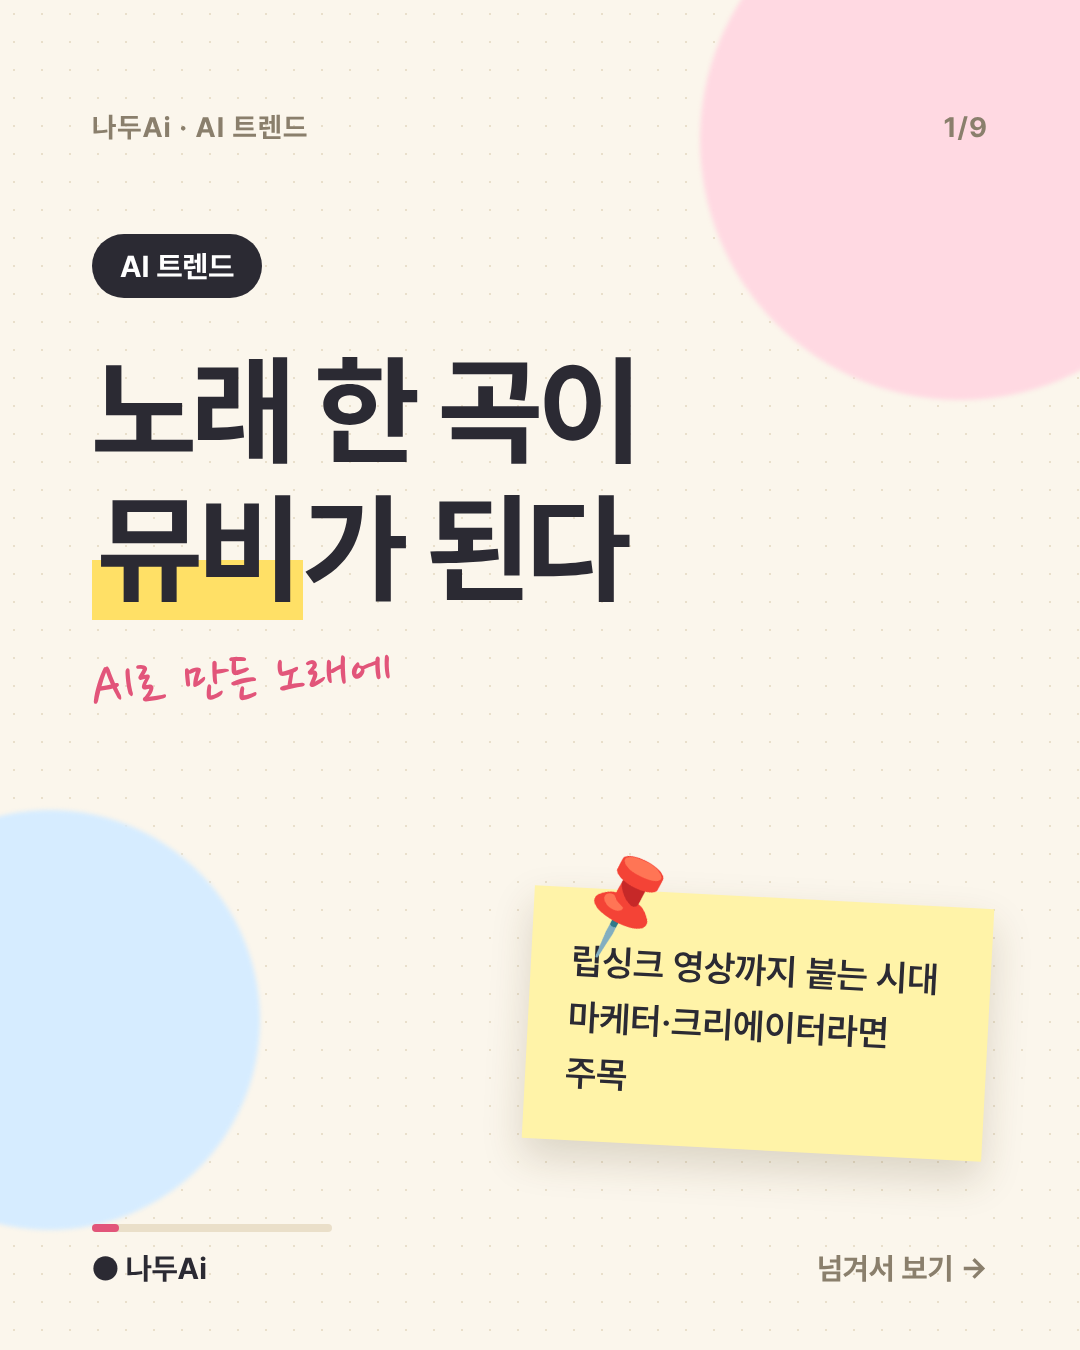 나두Ai · AI 트렌드
1/9
AI 트렌드
노래 한 곡이
뮤비가 된다
AI로 만든 노래에
립싱크 영상까지 붙는 시대
마케터·크리에이터라면
주목
나두Ai
넘겨서 보기 →